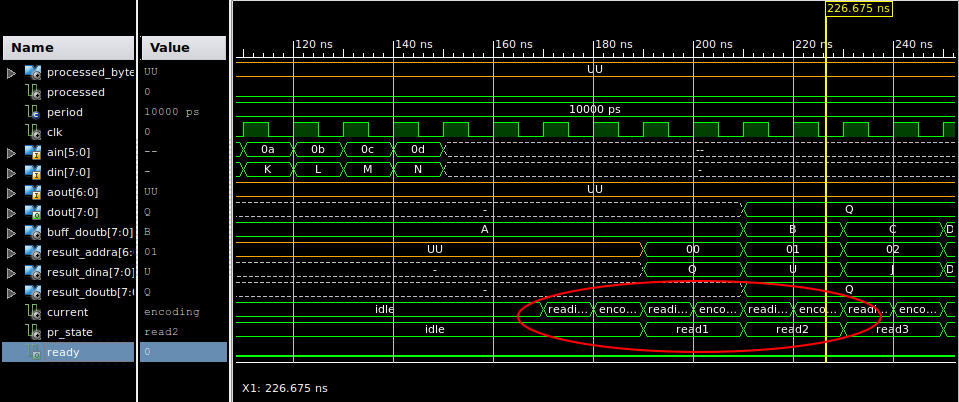 226.675 ns
Name Value
120 ns 140 ns 160 ns 180 ns 200 ns 220 ns 240 ns
processed_byte UU UU
processed 0
period 10000 ps 10000 ps
clk 0
ain[5:0] -- 0a 0b 0c 0d --
din[7:0] - K L M N -
aout[6:0] UU UU
dout[7:0] Q - Q
buff_doutb[7:0] B A B C D
result_addra[6: 01 UU 00 01 02
result_dina[7:0] U - Q U J D
result_doutb[7:0 Q - Q
current encoding idle readi... enco... readi... enco... readi... enco... readi... enco...
pr_state read2 idle read1 read2 read3
ready 0
X1: 226.675 ns